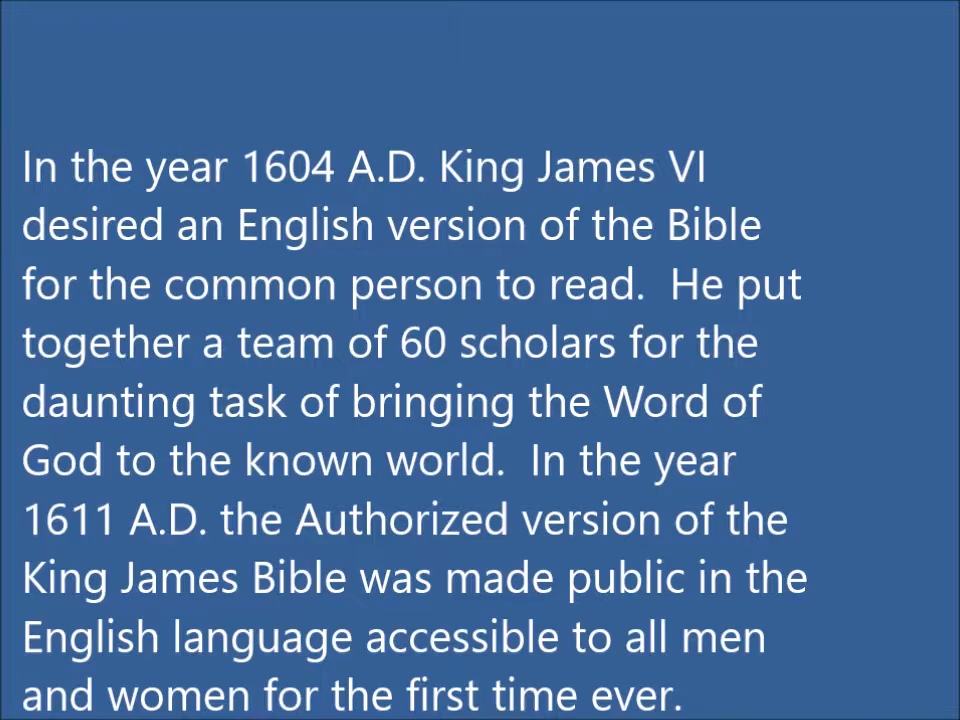 In the year 1604 A.D. King James VI
desired an English version of the Bible
for the common person to read.  He put
together a team of 60 scholars for the
daunting task of bringing the Word of
God to the known world.  In the year
1611 A.D. the Authorized version of the
King James Bible was made public in the
English language accessible to all men
and women for the first time ever.